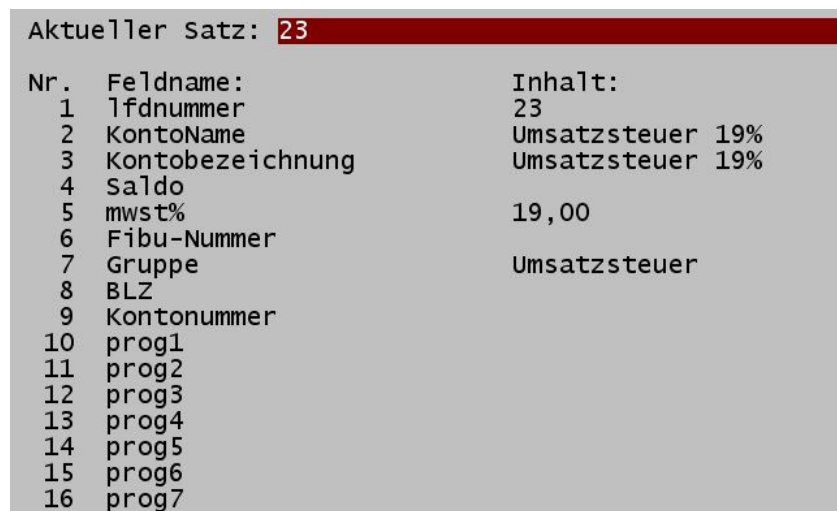 Aktueller Satz: 23
Nr. Feldname: Inhalt:
1 lfdnummer 23
2 KontoName Umsatzsteuer 19%
3 Kontobezeichnung Umsatzsteuer 19%
4 Saldo
5 mwst% 19,00
6 Fibu-Nummer
7 Gruppe Umsatzsteuer
8 BLZ
9 Kontonummer
10 prog1
11 prog2
12 prog3
13 prog4
14 prog5
15 prog6
16 prog7